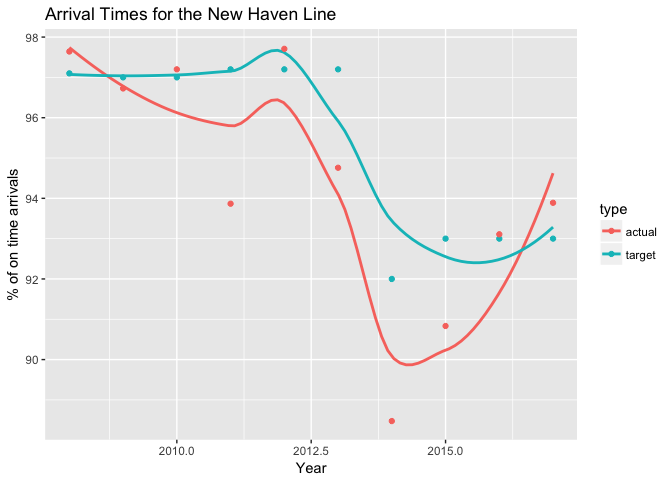 Arrival Times for the New Haven Line
% of on time arrivals
98
96
94
92
90
2010.0
2012.5
2015.0
Year
type
actual
target